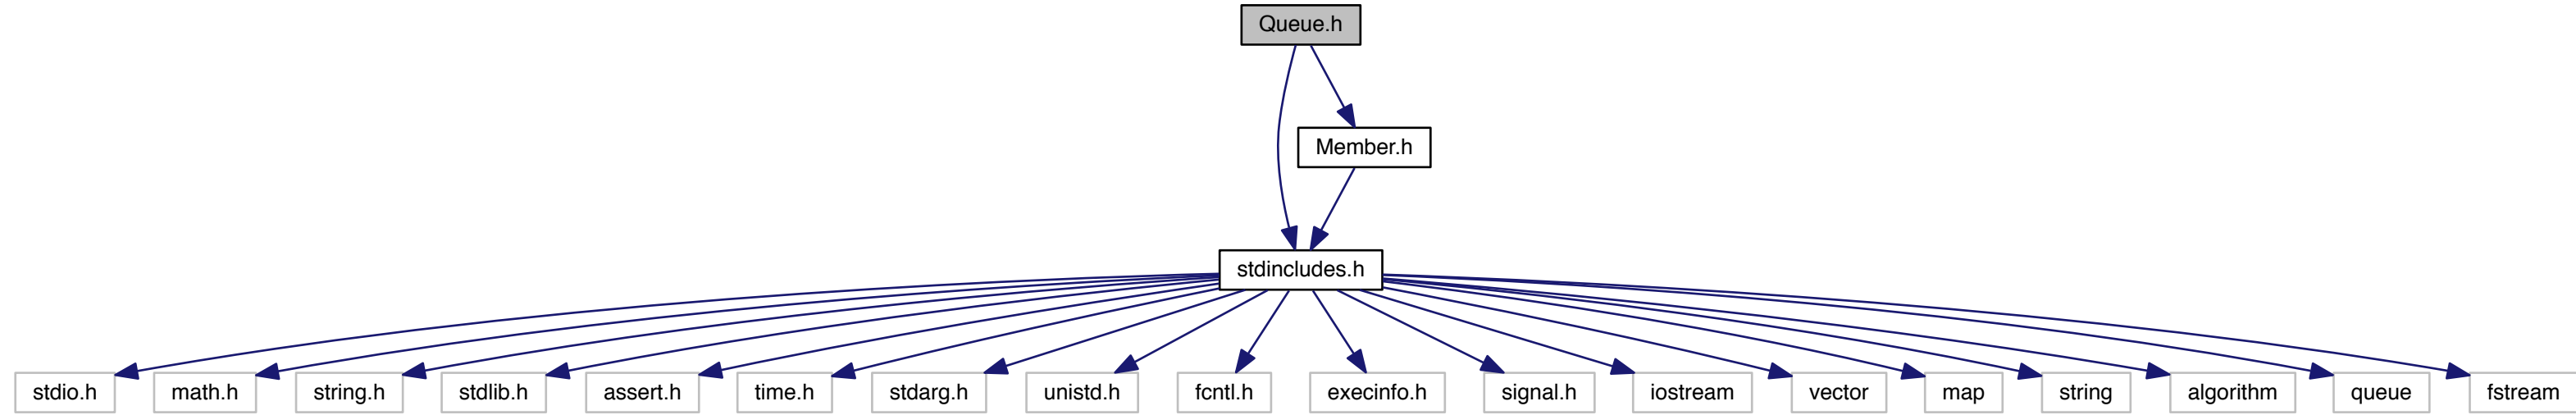 Queue.h
Member.h
stdincludes.h
stdio.h
math.h
string.h
stdlib.h
assert.h
time.h
stdarg.h
unistd.h
fcntl.h
execinfo.h
signal.h
iostream
vector
map
string
algorithm
queue
fstream